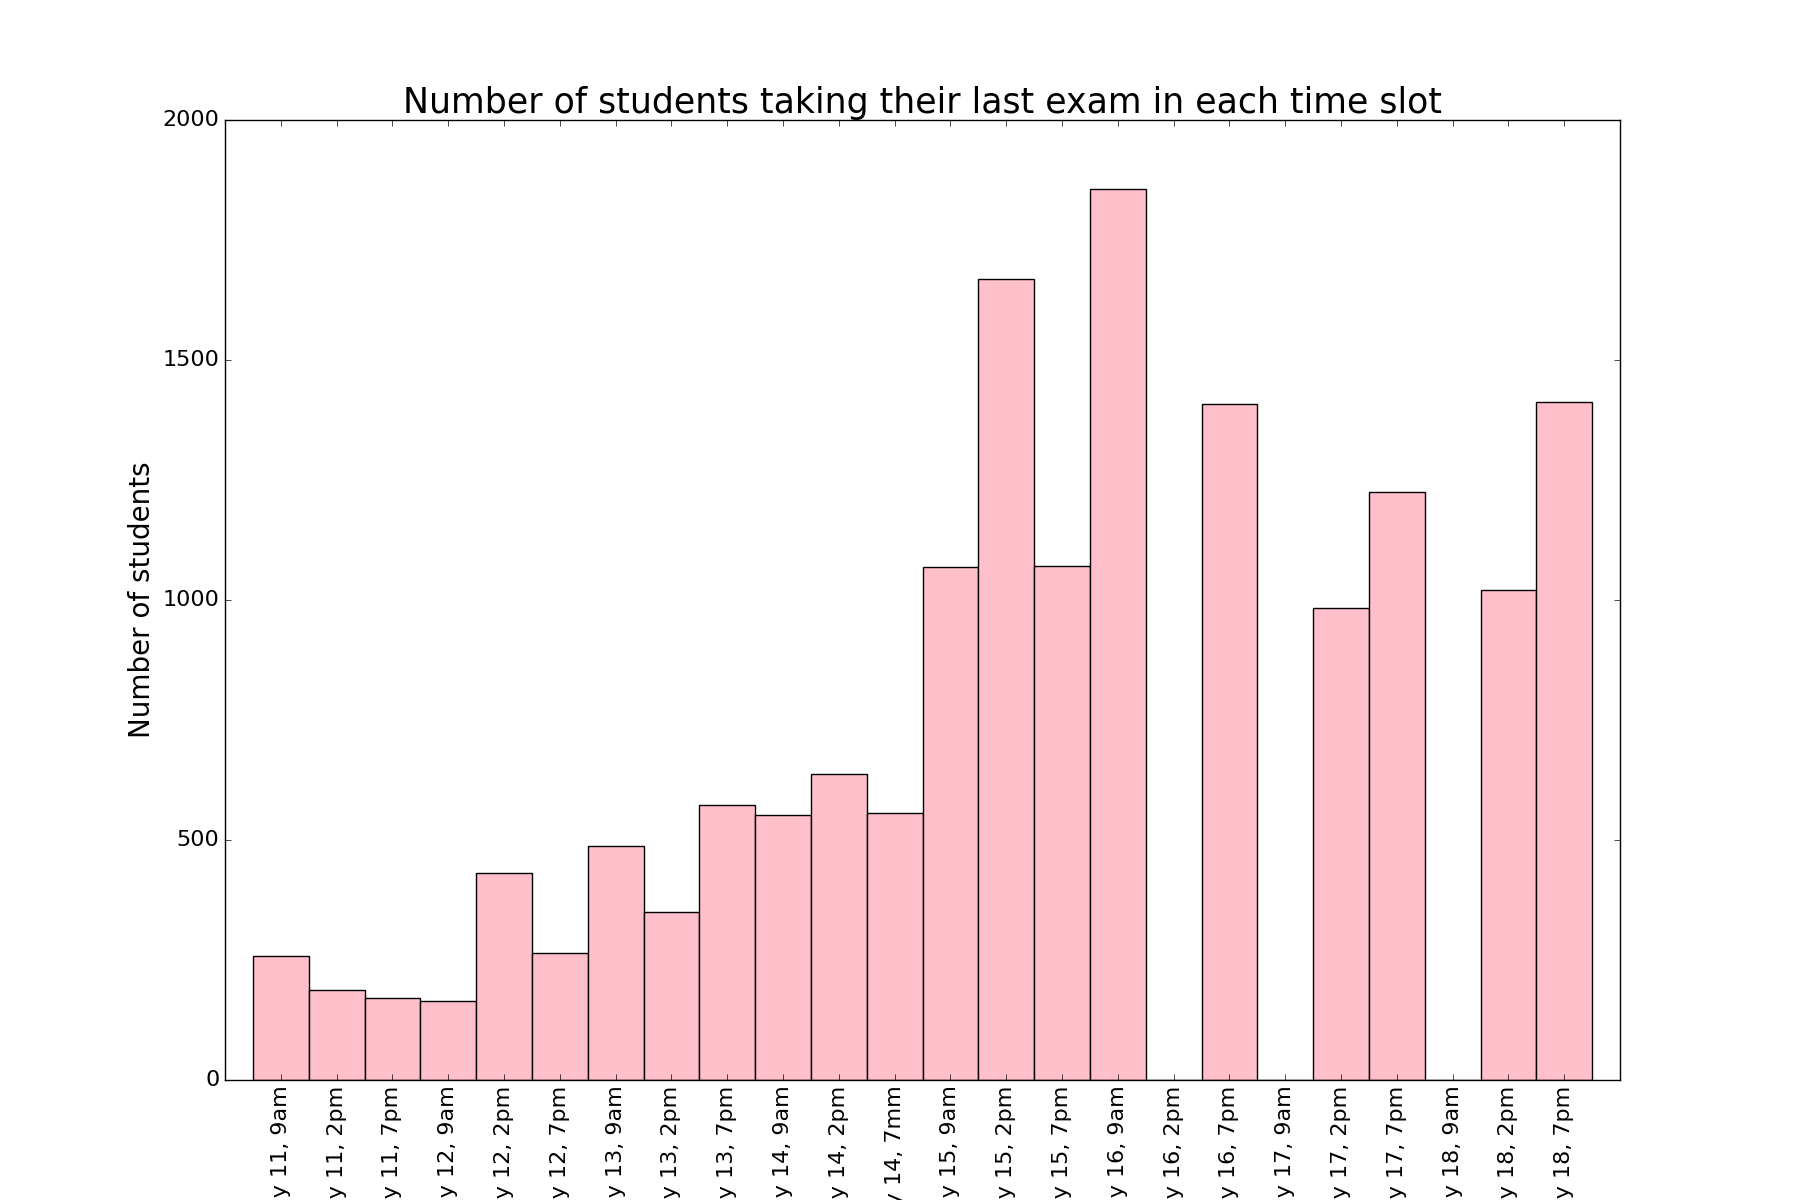 Number of students taking their last exam in each time slot
2000
1500
1000
500
0
Number of students
y 11, 9am
y 11, 2pm
y 11, 7pm
y 12, 9am
y 12, 2pm
y 12, 7pm
y 13, 9am
y 13, 2pm
y 13, 7pm
y 14, 9am
y 14, 2pm
y 14, 7mm
y 15, 9am
y 15, 2pm
y 15, 7pm
y 16, 9am
y 16, 2pm
y 16, 7pm
y 17, 9am
y 17, 2pm
y 17, 7pm
y 18, 9am
y 18, 2pm
y 18, 7pm